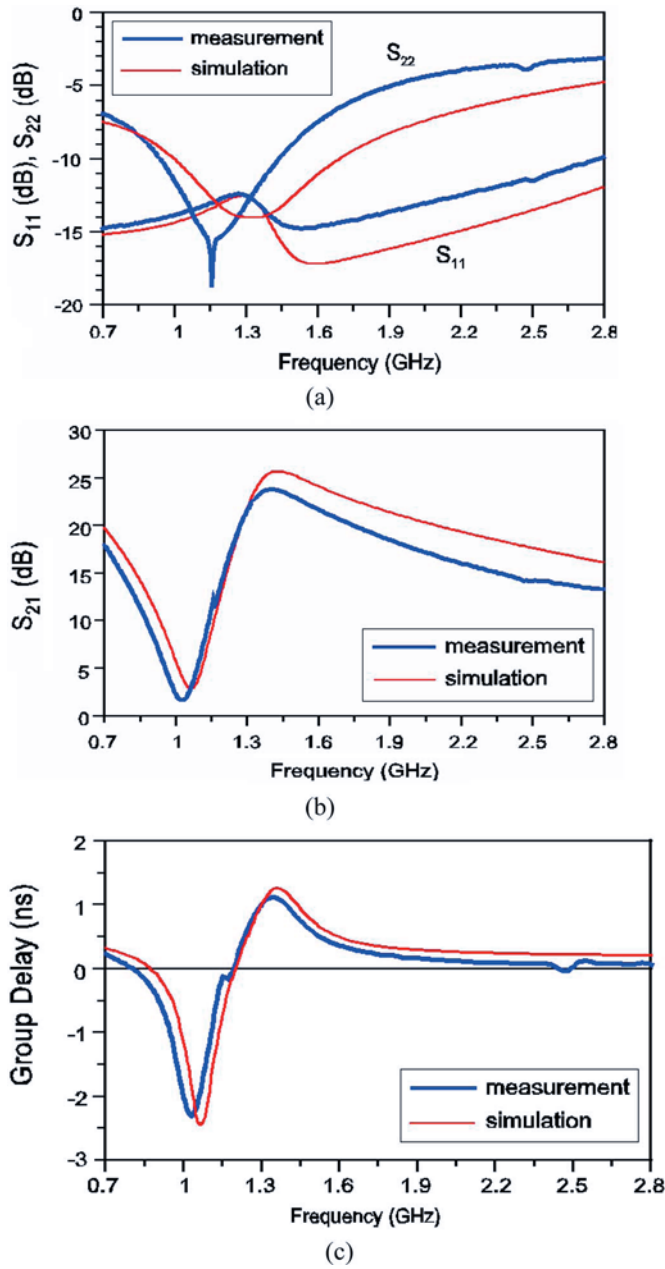 0
-5
-10
-15
-20
S11 (dB), S22 (dB)
measurement
simulation
S22
S11
0.7 1 1.3 1.6 1.9 2.2 2.5 2.8
Frequency (GHz)
(a)
30
25
20
15
10
5
0
S21 (dB)
measurement
simulation
0.7 1 1.3 1.6 1.9 2.2 2.5 2.8
Frequency (GHz)
(b)
2
1
0
-1
-2
-3
Group Delay (ns)
measurement
simulation
0.7 1 1.3 1.6 1.9 2.2 2.5 2.8
Frequency (GHz)
(c)